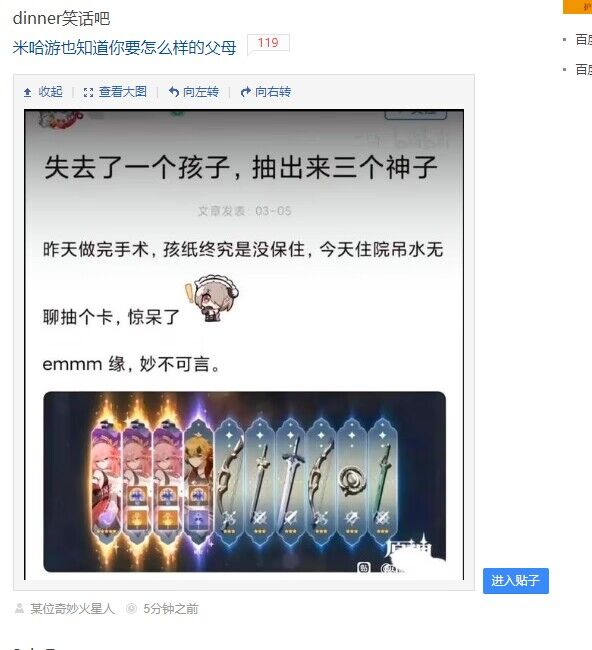 dinner笑话吧
米哈游也知道你要怎么样的父母
119
收起
查看大图
向左转
向右转
失去了一个孩子，抽出来三个神子
文章发表：03-05
昨天做完手术，孩纸终究是没保住，今天住院吊水无
聊抽个卡，惊呆了
emmm 缘，妙不可言。
原神
进入贴子
某位奇妙火星人
5分钟之前